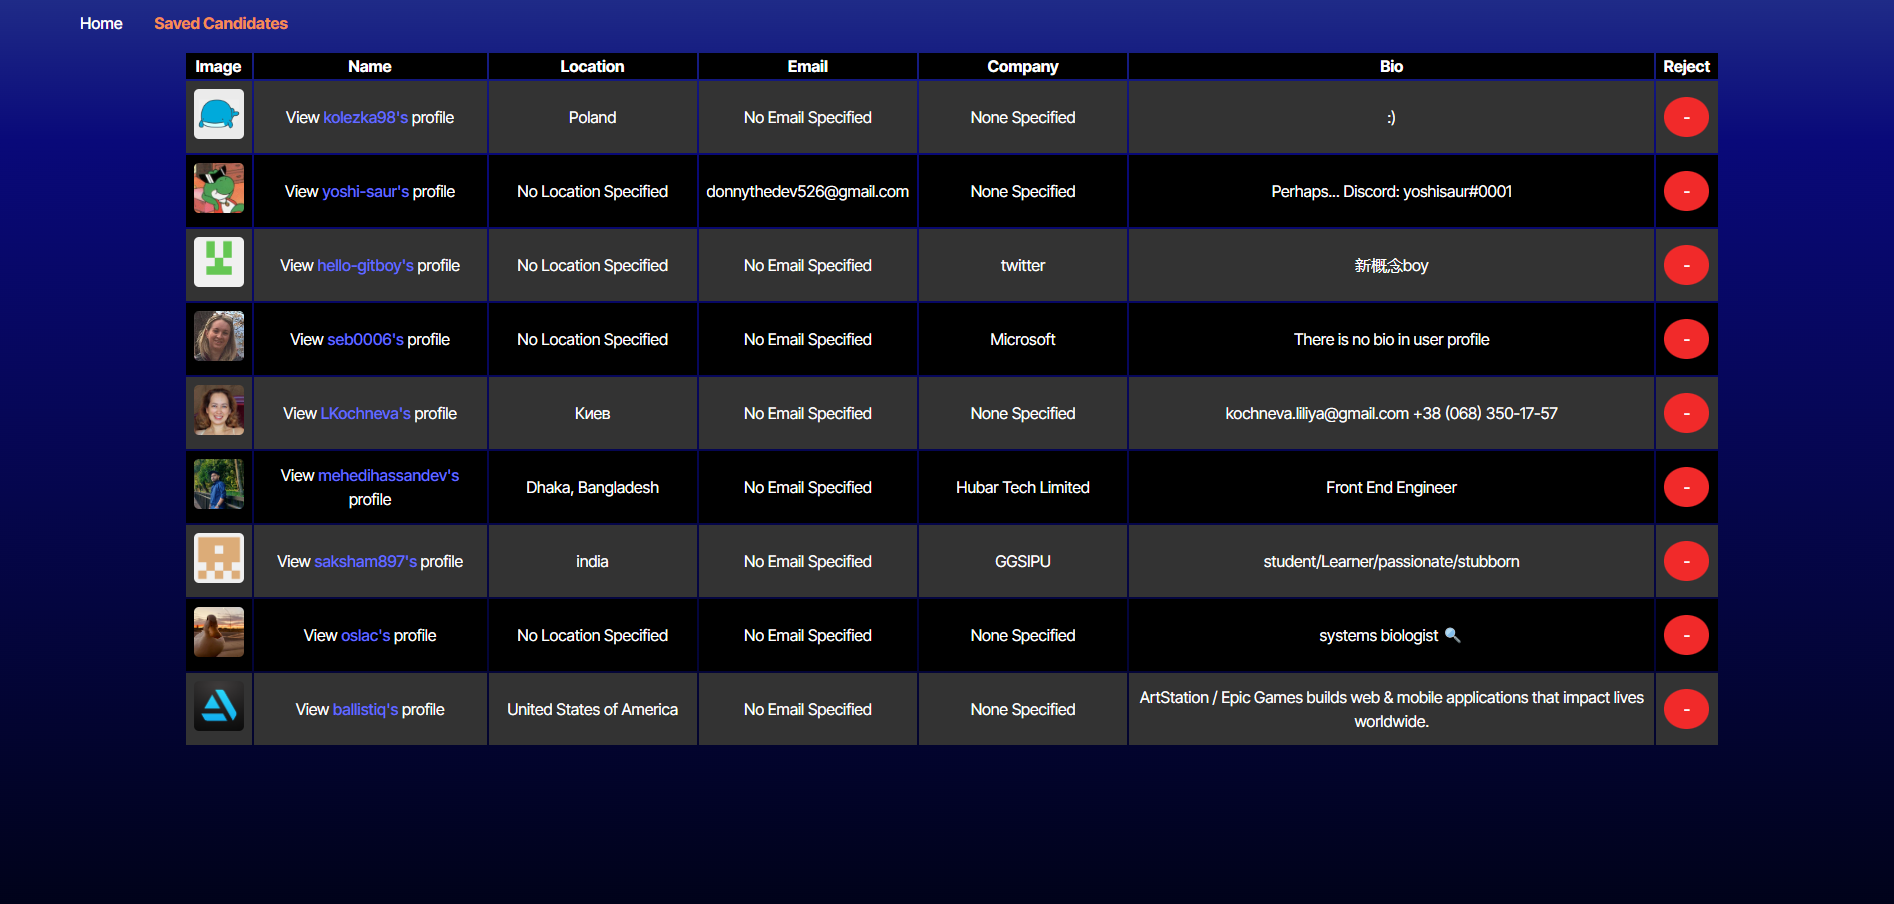 Home Saved Candidates
Image Name Location Email Company Bio Reject
View kolezka98's profile Poland No Email Specified None Specified :) -
View yoshi-saur's profile No Location Specified donnythedev526@gmail.com None Specified Perhaps... Discord: yoshisaur#0001 -
View hello-gitboy's profile No Location Specified No Email Specified twitter 新概念boy -
View seb0006's profile No Location Specified No Email Specified Microsoft There is no bio in user profile -
View LKochneva's profile Киев No Email Specified None Specified kochneva.liliya@gmail.com +38 (068) 350-17-57 -
View mehedihassandev's
profile Dhaka, Bangladesh No Email Specified Hubar Tech Limited Front End Engineer -
View saksham897's profile india No Email Specified GGSIPU student/Learner/passionate/stubborn -
View oslac's profile No Location Specified No Email Specified None Specified systems biologist 🔍 -
View ballistiq's profile United States of America No Email Specified None Specified ArtStation / Epic Games builds web & mobile applications that impact lives
worldwide. -